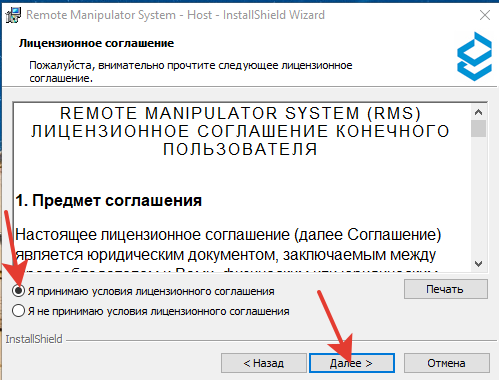 Remote Manipulator System - Host - InstallShield Wizard
Лицензионное соглашение
Пожалуйста, внимательно прочтите следующее лицензионное
соглашение.
REMOTE MANIPULATOR SYSTEM (RMS)
ЛИЦЕНЗИОННОЕ СОГЛАШЕНИЕ КОНЕЧНОГО
ПОЛЬЗОВАТЕЛЯ
1. Предмет соглашения
Настоящее лицензионное соглашение (далее Соглашение)
является юридическим документом, заключаемым между
Я принимаю условия лицензионного соглашения
Печать
Я не принимаю условия лицензионного соглашения
InstallShield
< Назад
Далее >
Отмена